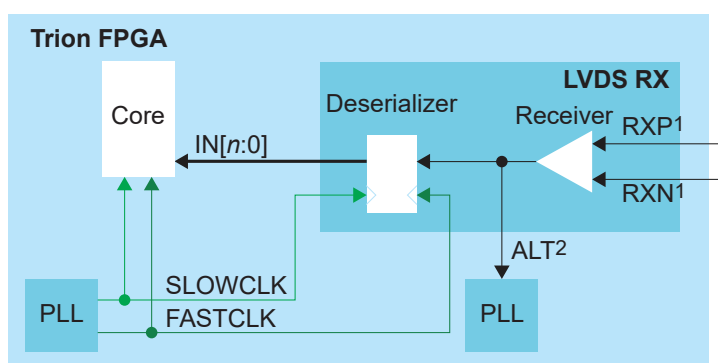 Trion FPGA
LVDS RX
Deserializer
Core
Receiver
RXP1
IN[n:0]
RXN1
ALT2
SLOWCLK
PLL
PLL
FASTCLK